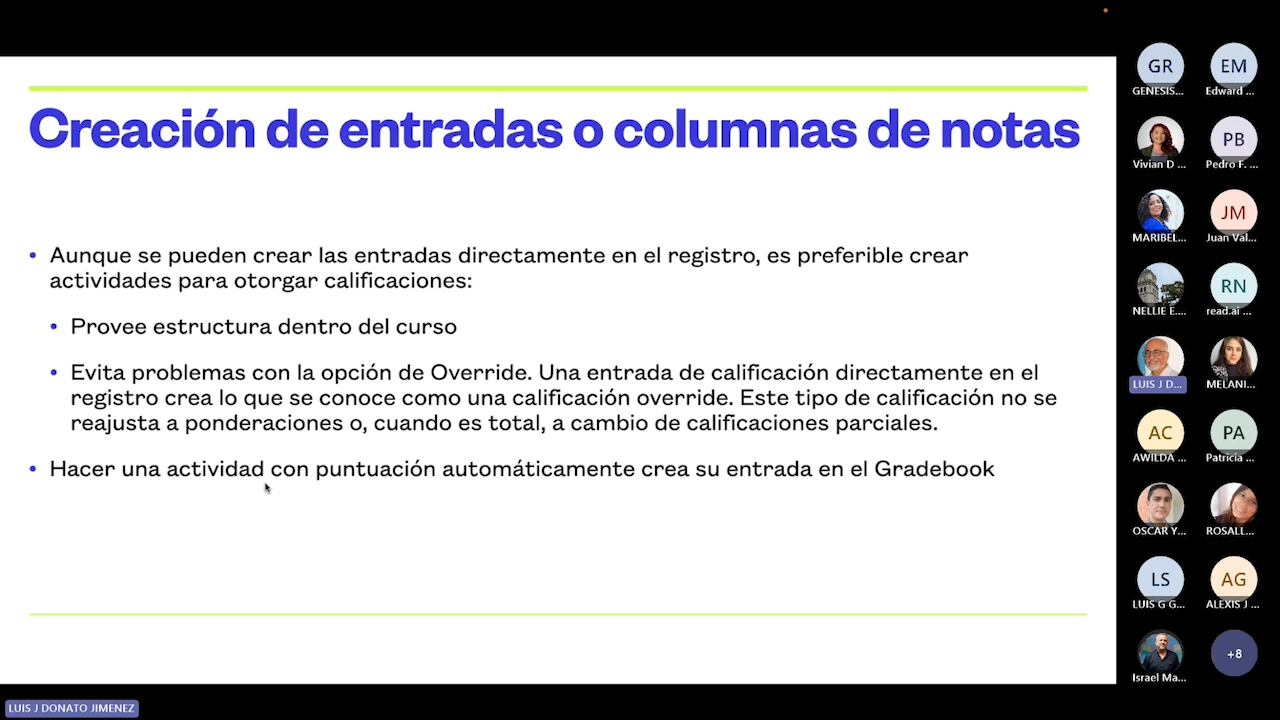 Creación de entradas o columnas de notas
• Aunque se pueden crear las entradas directamente en el registro, es preferible crear
actividades para otorgar calificaciones:
• Provee estructura dentro del curso
• Evita problemas con la opción de Override. Una entrada de calificación directamente en el
registro crea lo que se conoce como una calificación override. Este tipo de calificación no se
reajusta a ponderaciones o, cuando es total, a cambio de calificaciones parciales.
• Hacer una actividad con puntuación automáticamente crea su entrada en el Gradebook
GR
GENESIS...
EM
Edward ...
Vivian D ...
PB
Pedro F. ...
MARIBEL...
JM
Juan Val...
NELLIE E....
RN
read.ai ...
LUIS J D...
MELANI...
AC
AWILDA ...
PA
Patricia ...
OSCAR Y...
ROSALL...
LS
LUIS G G...
AG
ALEXIS J ...
Israel Ma...
+8
LUIS J DONATO JIMENEZ